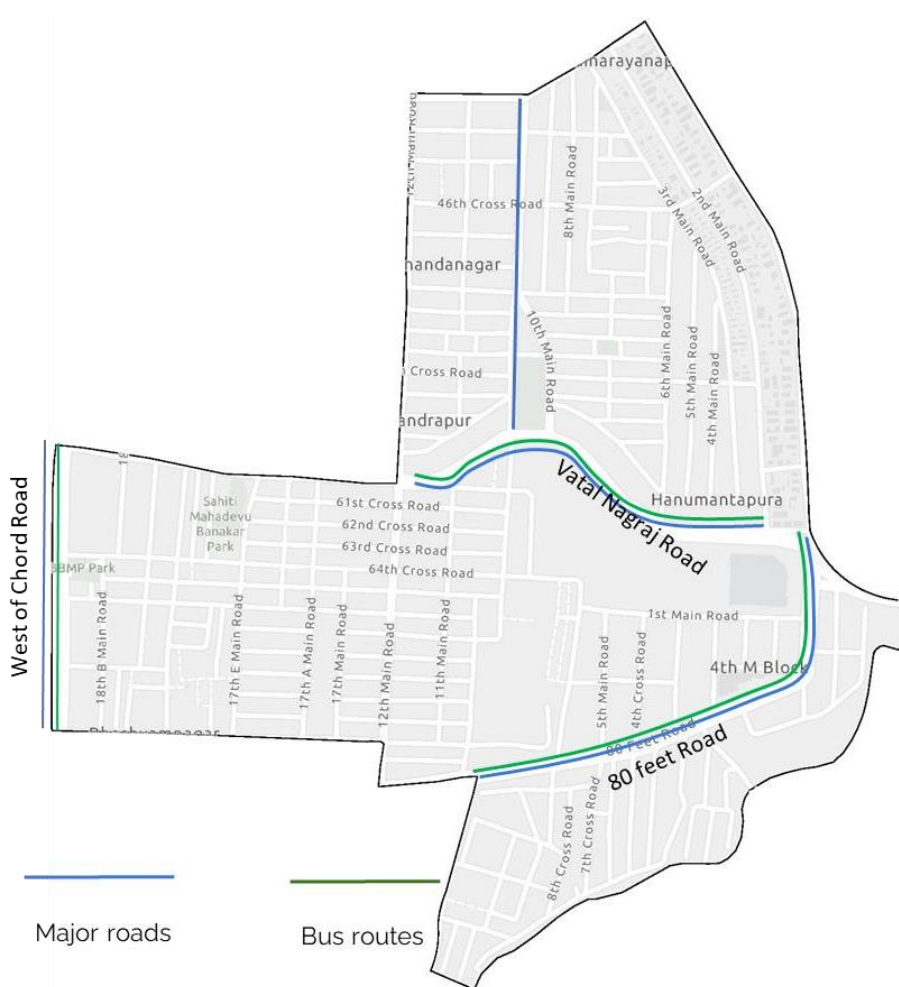 narayanap
12th Main Road
46th Cross Road
8th Main Road
3rd Main Road
2nd Main Road
nandanagar
10th Main Road
6th Main Road
5th Main Road
4th Main Road
Cross Road
andrapur
Vatal Nagraj Road
Hanumantapura
West of Chord Road
18
Sahiti
Mahadevu
Banakar
Park
61st Cross Road
62nd Cross Road
63rd Cross Road
64th Cross Road
BBMP Park
18th B Main Road
17th E Main Road
17th A Main Road
17th Main Road
12th Main Road
11th Main Road
1st Main Road
5th Main Road
4th Cross Road
4th M Block
80 Feet Road
80 feet Road
8th Cross Road
7th Cross Road
Major roads
Bus routes